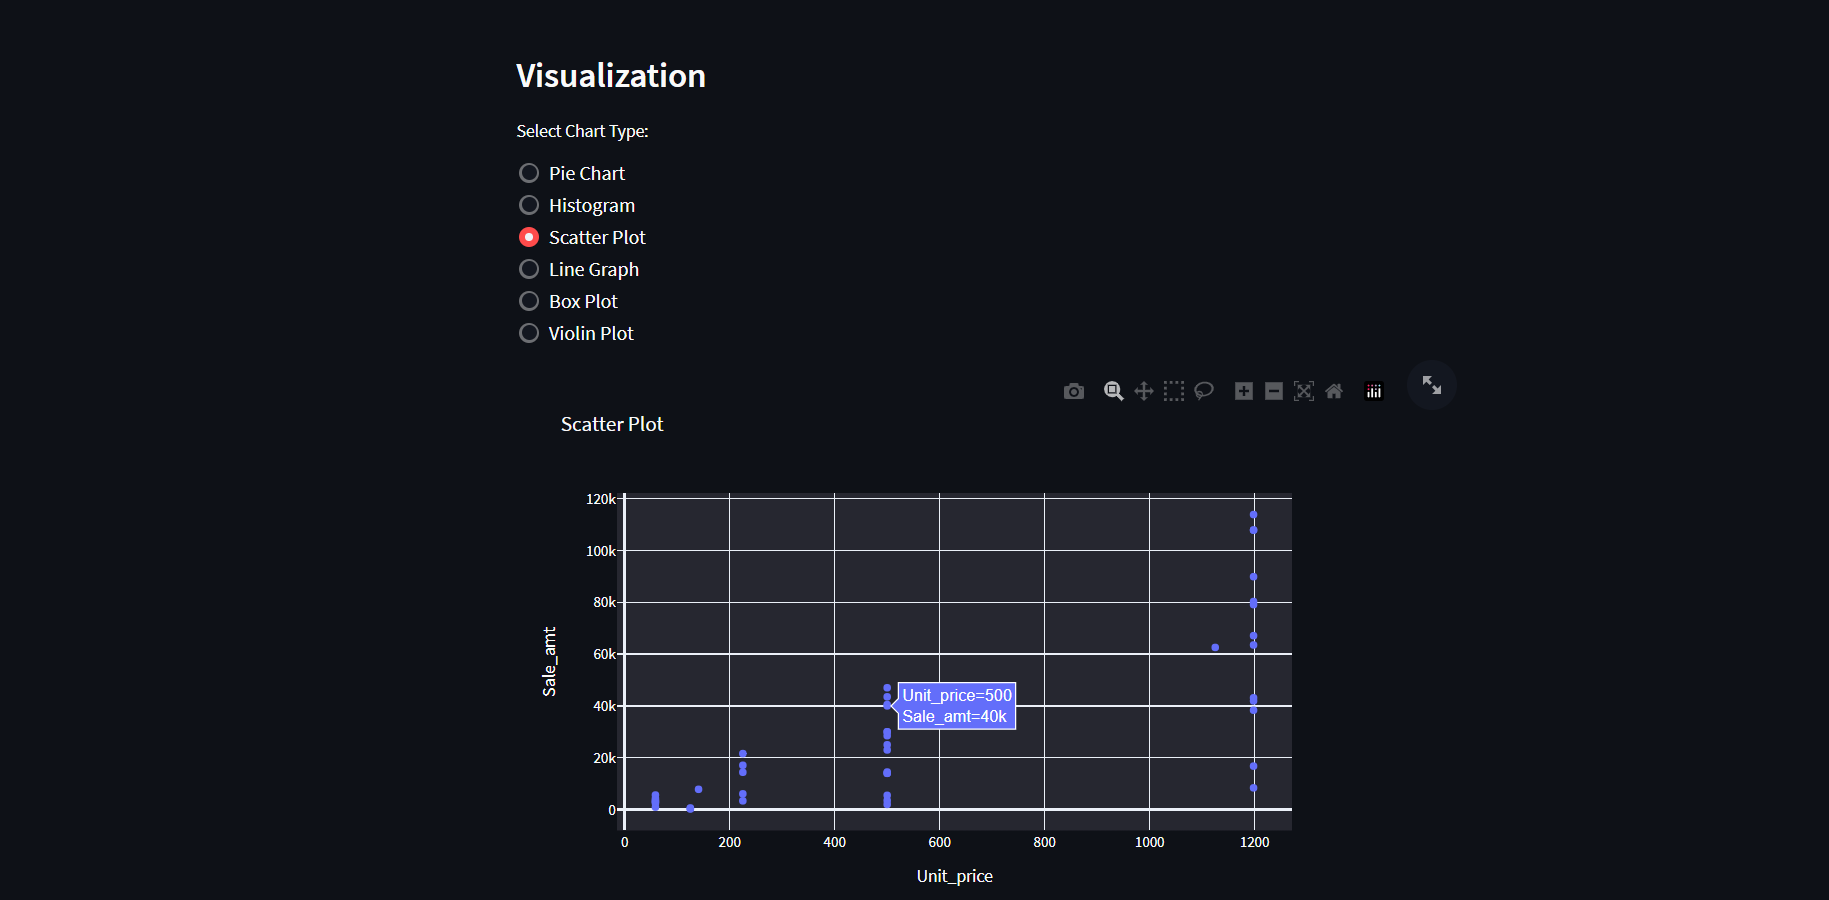 Visualization
Select Chart Type:
Pie Chart
Histogram
Scatter Plot
Line Graph
Box Plot
Violin Plot
Scatter Plot
120k
100k
80k
60k
40k
20k
0
Sale_amt
Unit_price=500
Sale_amt=40k
0 200 400 600 800 1000 1200
Unit_price